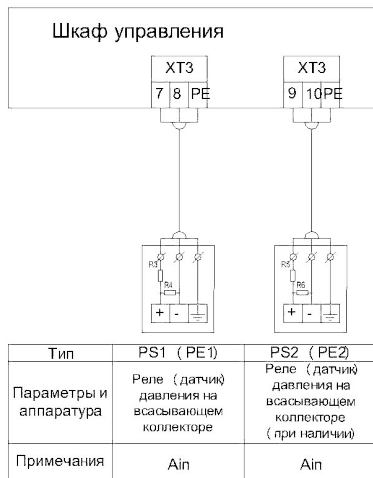 Шкаф управления
XT3 XT3
7 8 PE 9 10 PE
R3 R5
R4 R6
+ - + -
Тип PS1 (PE1) PS2 (PE2)
Параметры и аппаратура
Реле (датчик)
давления на
всасывающем
коллекторе
Реле (датчик)
давления на
всасывающем
коллекторе
(при наличии)
Примечания Ain Ain